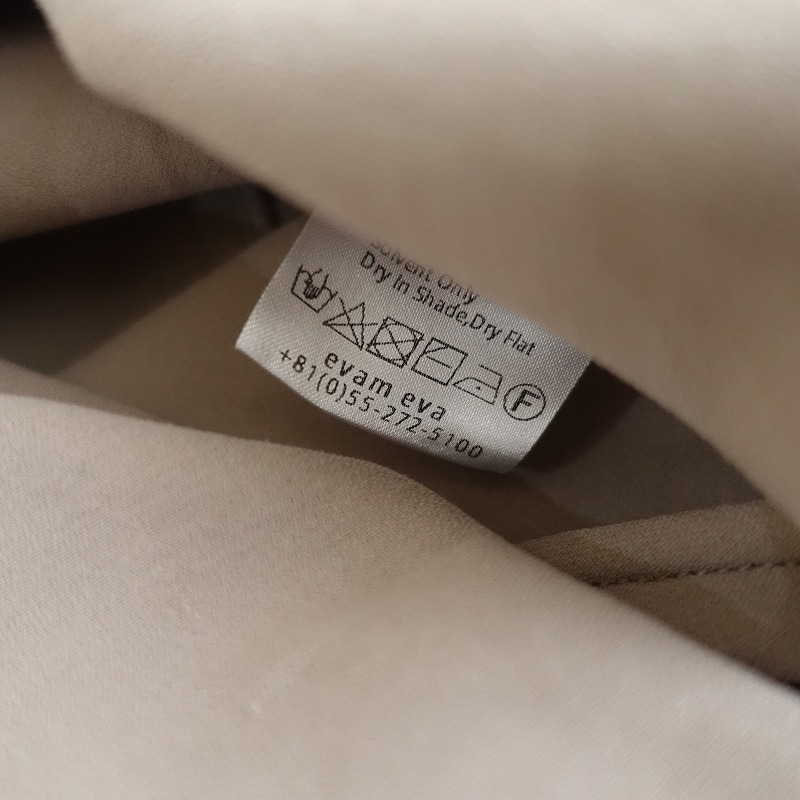 Solvent Only
Dry In Shade,Dry Flat
F
evam eva
+81(0)55-272-5100